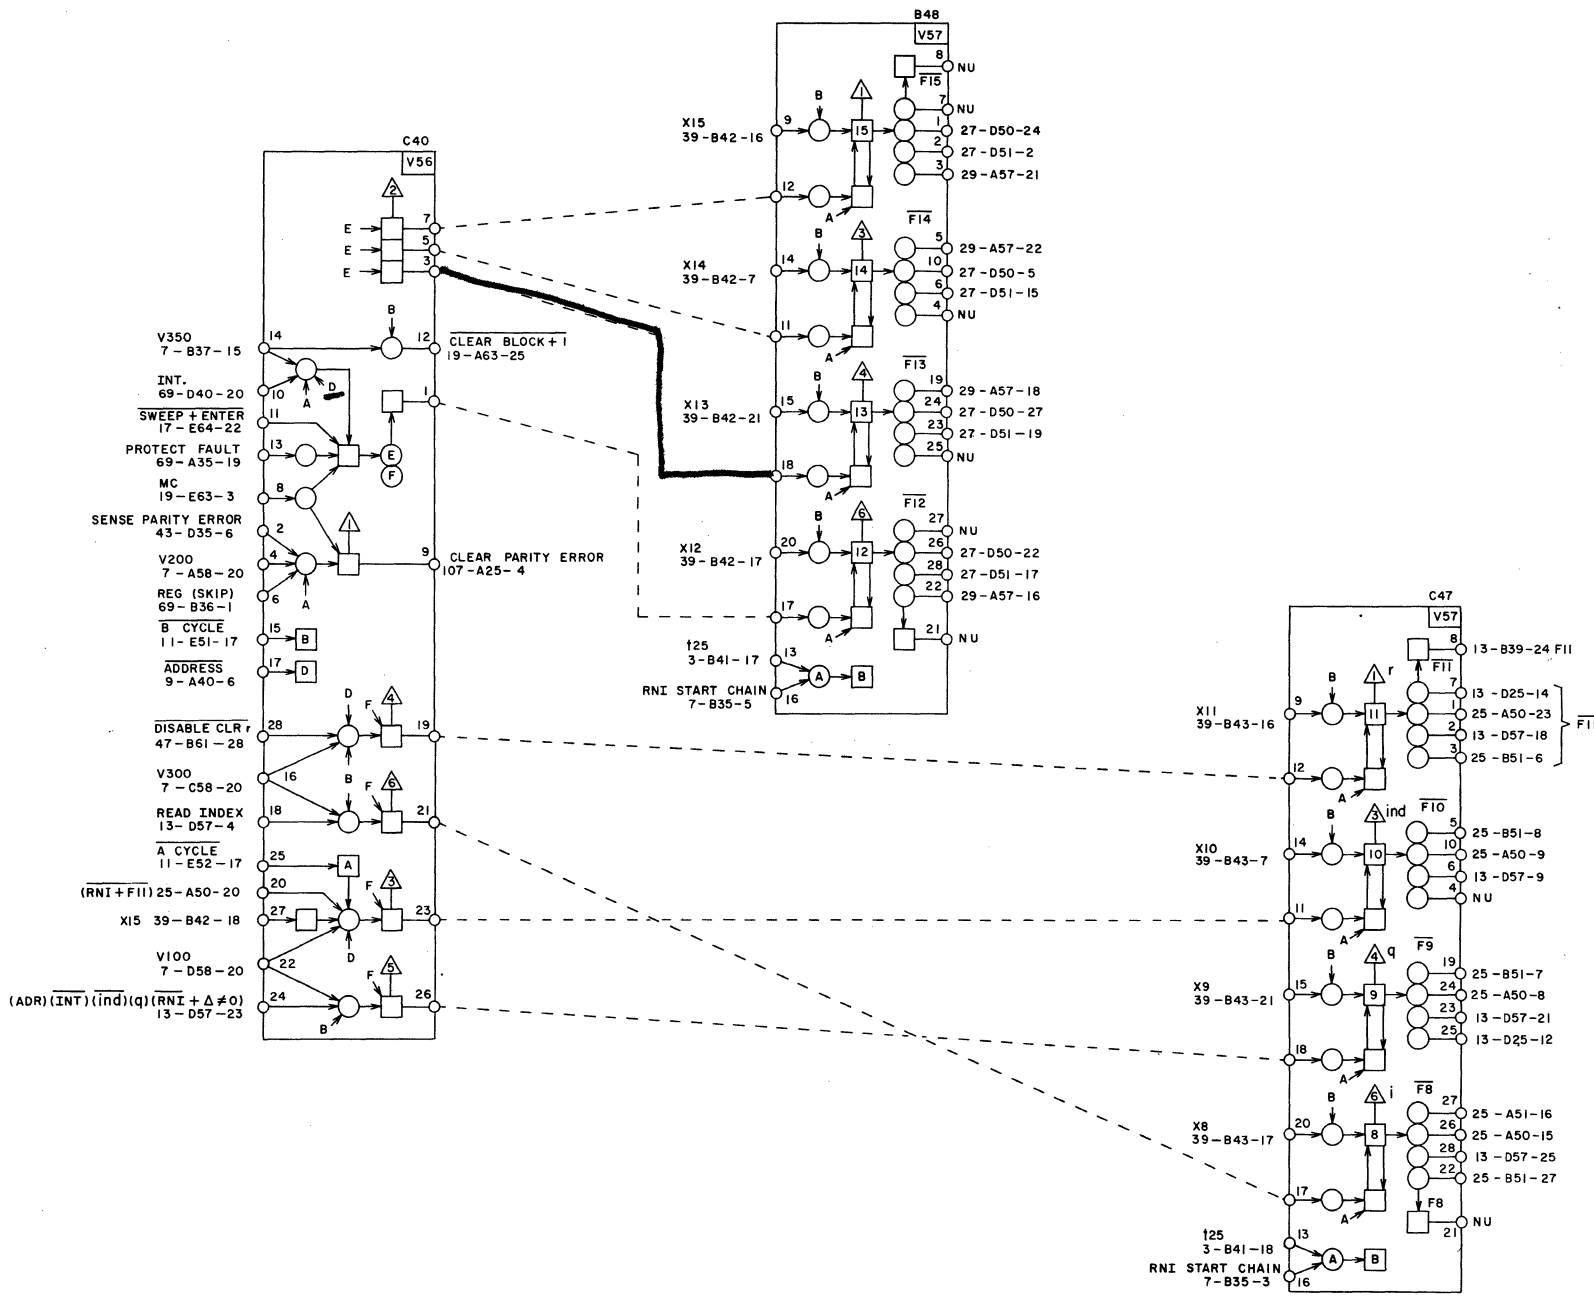 C40
V56
2
E
7
E
5
E
3
V350
7-B37-15
14
B
12
CLEAR BLOCK+1
19-A63-25
INT.
69-D40-20
10
A
D
1
SWEEP+ENTER
17-E64-22
11
PROTECT FAULT
69-A35-19
13
E
F
MC
19-E63-3
8
SENSE PARITY ERROR
43-D35-6
2
1
V200
7-A58-20
4
9
CLEAR PARITY ERROR
107-A25-4
REG (SKIP)
69-B36-1
6
A
B CYCLE
11-E51-17
15
B
ADDRESS
9-A40-6
17
D
DISABLE CLR r
47-B61-28
28
D
F
4
19
V300
7-C58-20
16
B
F
6
21
READ INDEX
13-D57-4
18
A CYCLE
11-E52-17
25
A
(RNI+F11) 25-A50-20
20
F
3
23
X15 39-B42-18
27
D
V100
7-D58-20
22
F
5
26
(ADR)(INT)(ind)(q)(RNI+Δ≠0)
13-D57-23
24
B
B48
V57
8
NU
F15
7
NU
X15
39-B42-16
9
B
1
15
1
27-D50-24
2
27-D51-2
3
29-A57-21
12
A
F14
X14
39-B42-7
14
B
3
14
5
29-A57-22
10
27-D50-5
6
27-D51-15
4
NU
11
A
F13
X13
39-B42-21
15
B
4
13
19
29-A57-18
24
27-D50-27
23
27-D51-19
25
NU
18
A
F12
X12
39-B42-17
20
B
6
12
27
NU
26
27-D50-22
28
27-D51-17
22
29-A57-16
17
A
21
NU
t25
3-B41-17
13
A
B
RNI START CHAIN
7-B35-5
16
C47
V57
8
13-B39-24 F11
F11
X11
39-B43-16
9
B
1
r
11
7
13-D25-14
1
25-A50-23
2
13-D57-18
3
25-B51-6
F11
12
A
F10
X10
39-B43-7
14
B
3
ind
10
5
25-B51-8
10
25-A50-9
6
13-D57-9
4
NU
11
A
F9
X9
39-B43-21
15
B
4
q
9
19
25-B51-7
24
25-A50-8
23
13-D57-21
25
13-D25-12
18
A
F8
X8
39-B43-17
20
B
6
i
8
27
25-A51-16
26
25-A50-15
28
13-D57-25
22
25-B51-27
17
A
F8
21
NU
t25
3-B41-18
13
A
B
RNI START CHAIN
7-B35-3
16